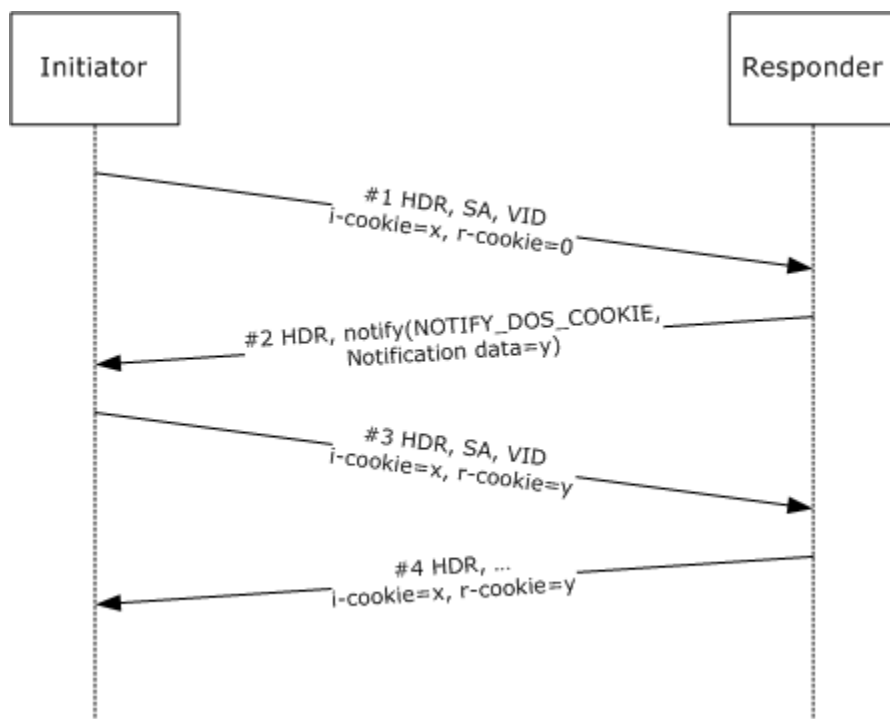 Initiator
Responder
#1 HDR, SA, VID
i-cookie=x, r-cookie=0
#2 HDR, notify(NOTIFY_DOS_COOKIE,
Notification data=y)
#3 HDR, SA, VID
i-cookie=x, r-cookie=y
#4 HDR, ...
i-cookie=x, r-cookie=y